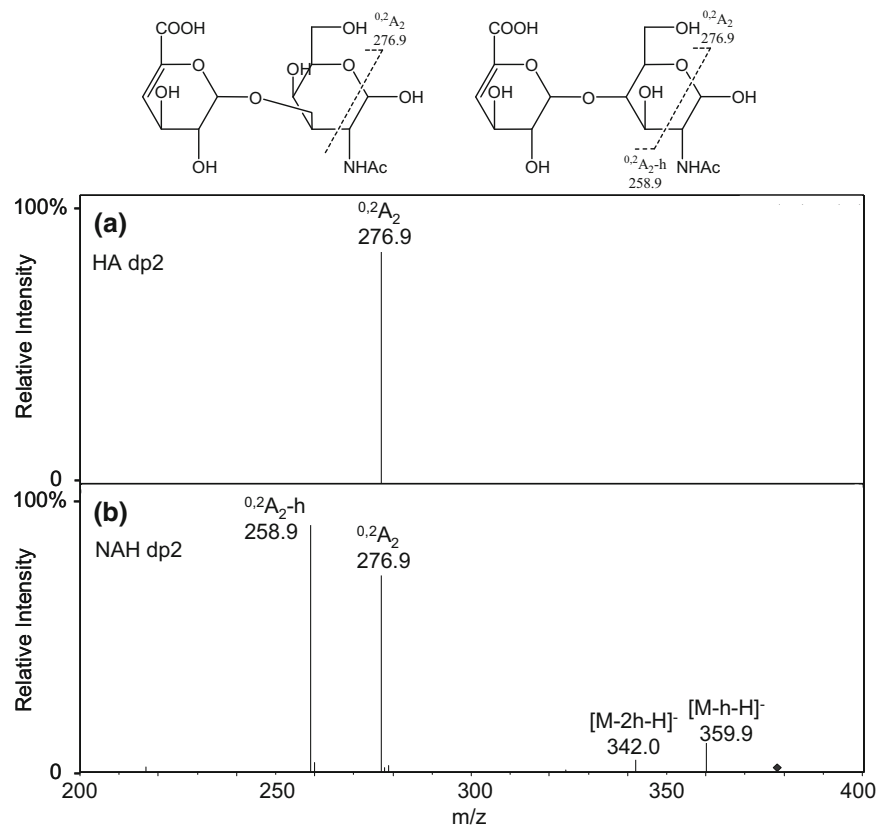 COOH
O
OH
O
OH
OH
OH
O
OH
NHAc
0,2A2
276.9
COOH
O
OH
O
OH
OH
O
OH
OH
NHAc
0,2A2
276.9
0,2A2-h
258.9
100%
(a)
HA dp2
0,2A2
276.9
Relative Intensity
0
100%
(b)
NAH dp2
0,2A2-h
258.9
0,2A2
276.9
[M-2h-H]-
342.0
[M-h-H]-
359.9
Relative Intensity
0
200 250 300 350 400
m/z